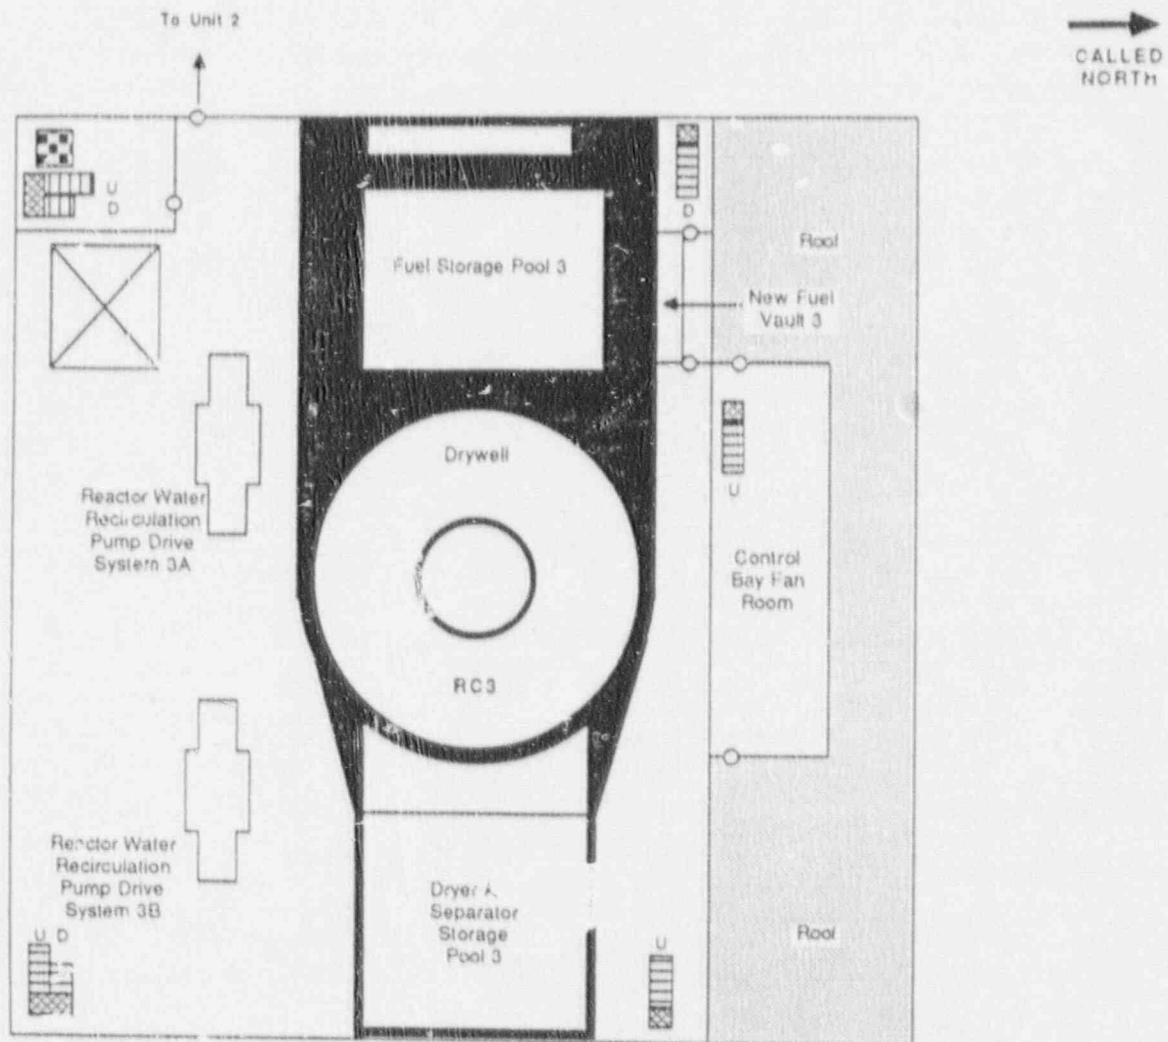 To Unit 2
CALLED
NORTH
U
D
D
Roof
Fuel Storage Pool 3
New Fuel
Vault 3
Drywell
U
Reactor Water
Recirculation
Pump Drive
System 3A
Control
Bay Fan
Room
RC3
Reactor Water
Recirculation
Pump Drive
System 3B
Dryer
Separator
Storage
Pool 3
U D
U
Roof